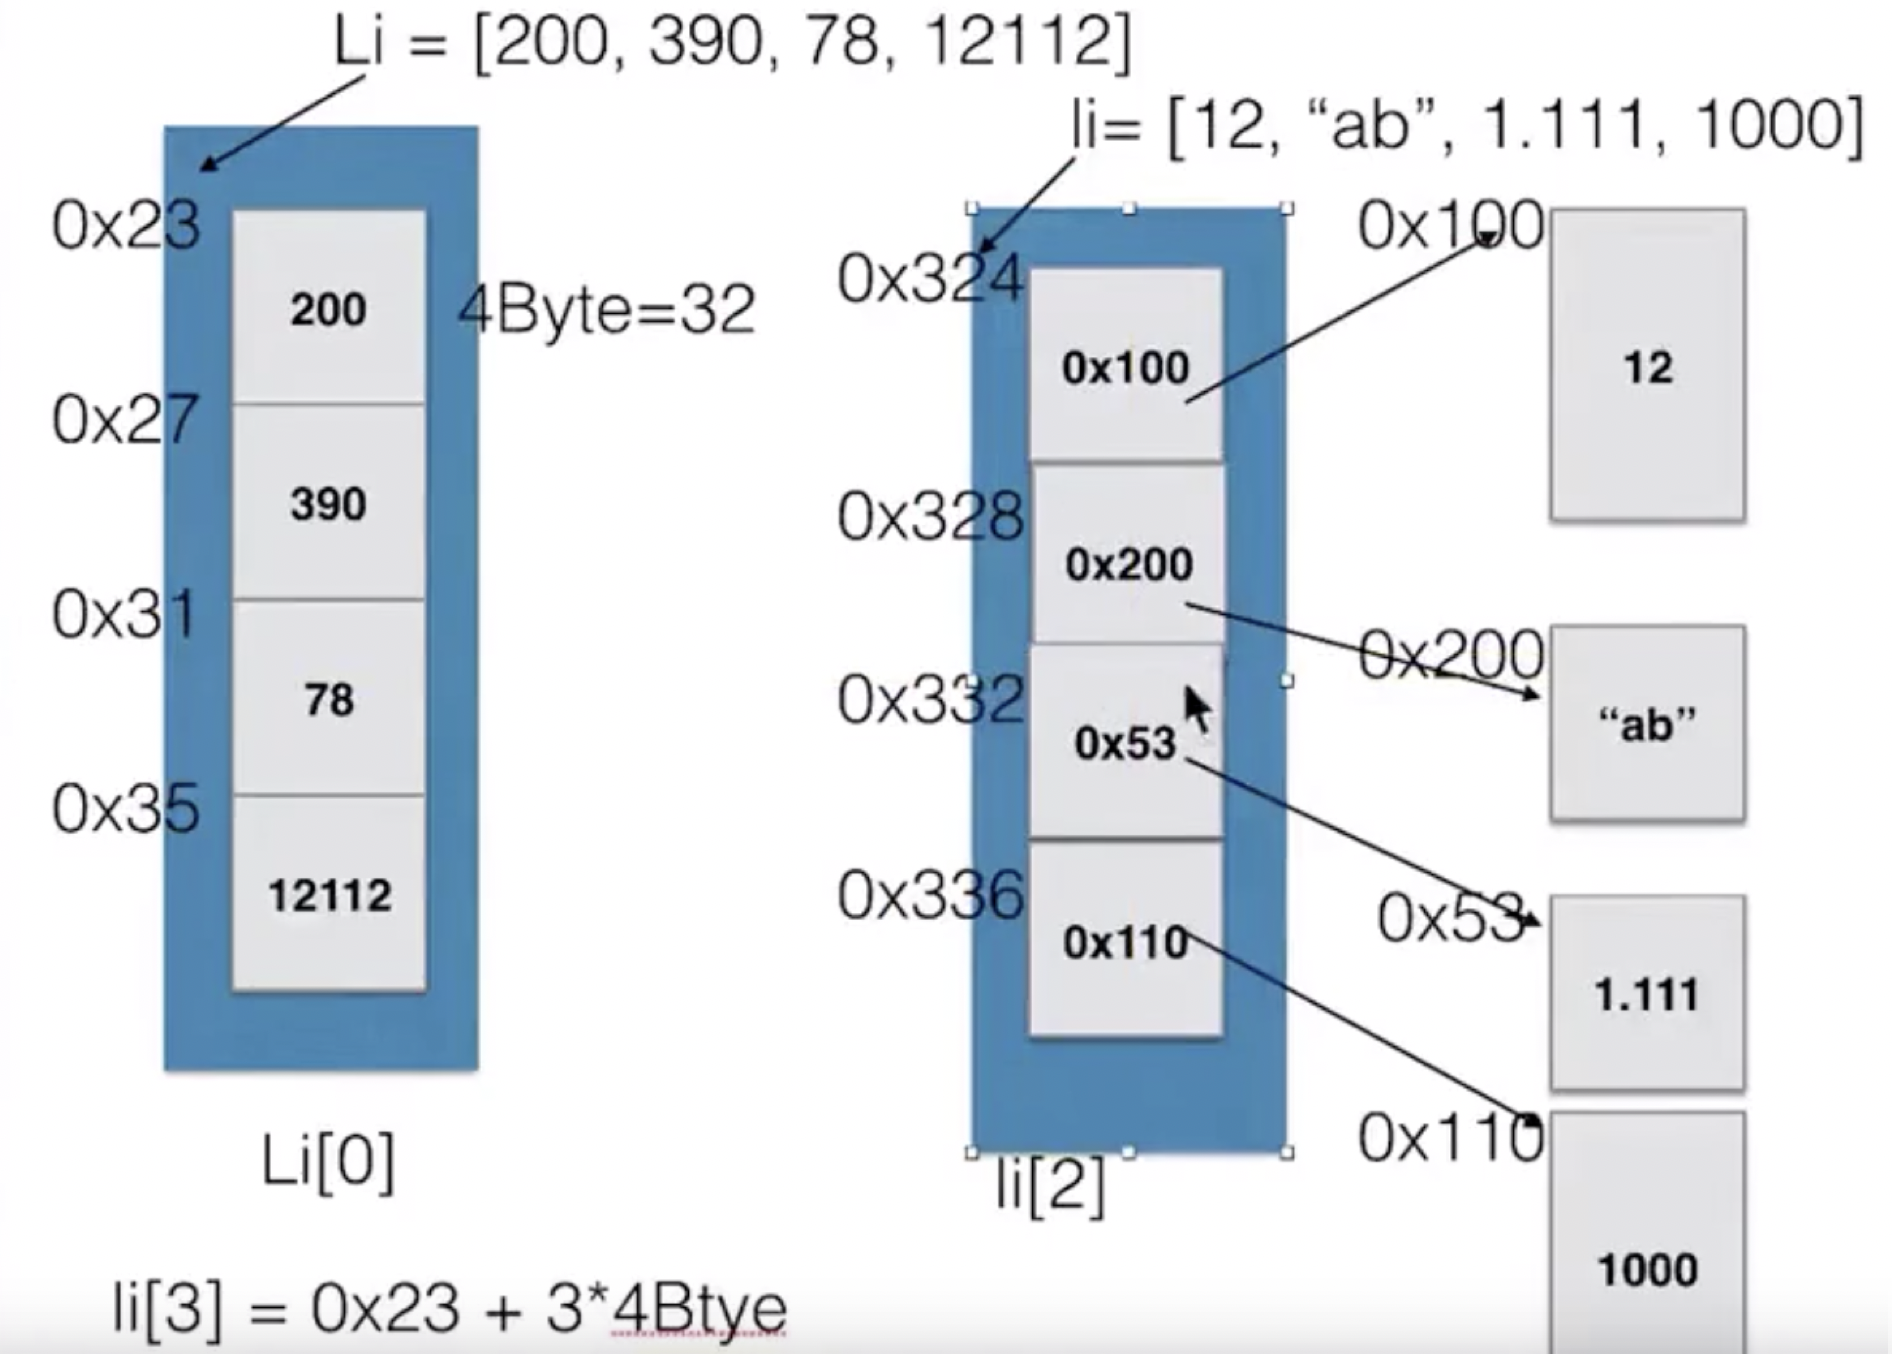 Li = [200, 390, 78, 12112]
li= [12, “ab”, 1.111, 1000]
0x23
200
4Byte=32
0x27
390
0x31
78
0x35
12112
Li[0]
li[3] = 0x23 + 3*4Btye
0x324
0x100
0x328
0x200
0x332
0x53
0x336
0x110
li[2]
0x100
12
0x200
“ab”
0x53
1.111
0x110
1000